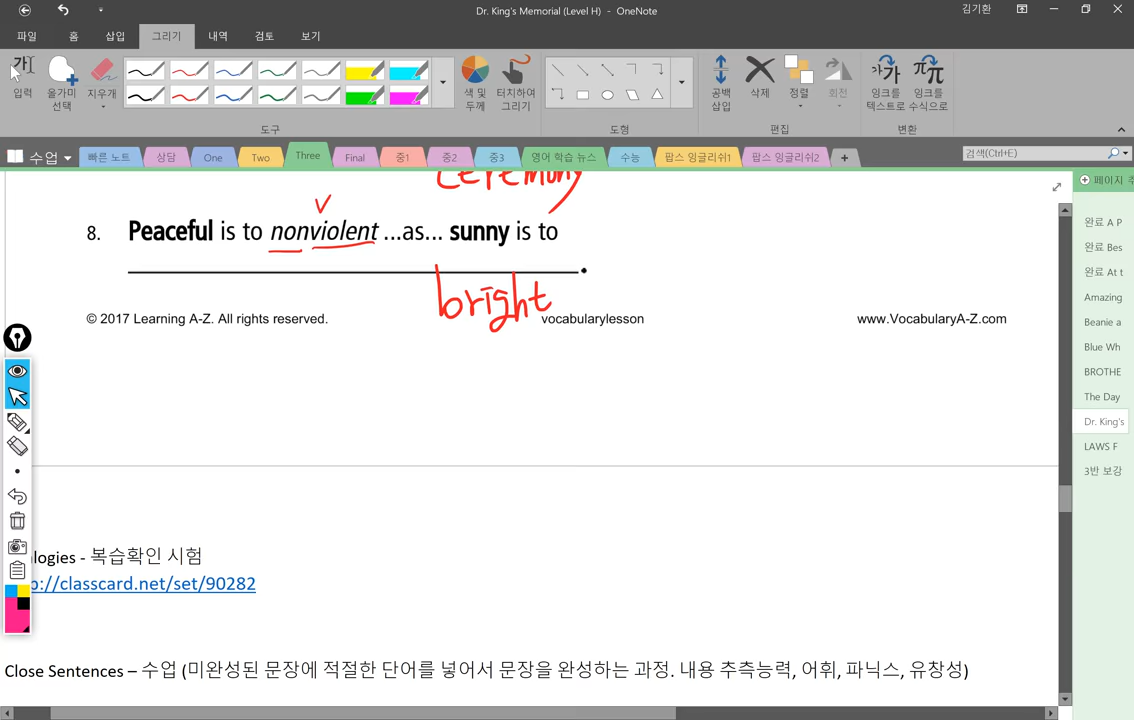 Dr. King's Memorial (Level H) - OneNote
김기환
파일 홈 삽입 그리기 내역 검토 보기
입력
올가미 선택
지우개
색 및 두께
터치하여 그리기
공백 삽입
삭제
정렬
회전
잉크를 텍스트로
잉크를 수식으로
도구 도형 편집 변환
수업 빠른 노트 상담 One Two Three Final 중1 중2 중3 영어 학습 뉴스 수능 팝스 잉글리쉬1 팝스 잉글리쉬2
검색(Ctrl+E)
페이지
ceremony
8. Peaceful is to nonviolent ...as... sunny is to
bright
© 2017 Learning A-Z. All rights reserved. vocabularylesson www.VocabularyA-Z.com
logies - 복습확인 시험
p://classcard.net/set/90282
Close Sentences – 수업 (미완성된 문장에 적절한 단어를 넣어서 문장을 완성하는 과정. 내용 추측능력, 어휘, 파닉스, 유창성)
완료 A P
완료 Bes
완료 At t
Amazing
Beanie a
Blue Wh
BROTHE
The Day
Dr. King's
LAWS F
3반 보강